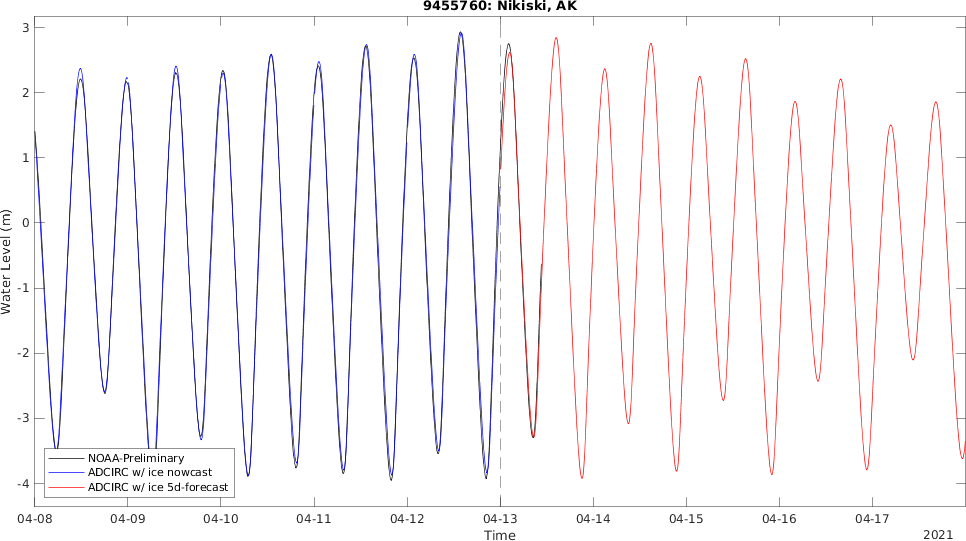 9455760: Nikiski, AK
3
2
1
0
-1
-2
-3
-4
Water Level (m)
NOAA-Preliminary
ADCIRC w/ ice nowcast
ADCIRC w/ ice 5d-forecast
04-08 04-09 04-10 04-11 04-12 04-13 04-14 04-15 04-16 04-17
Time
2021